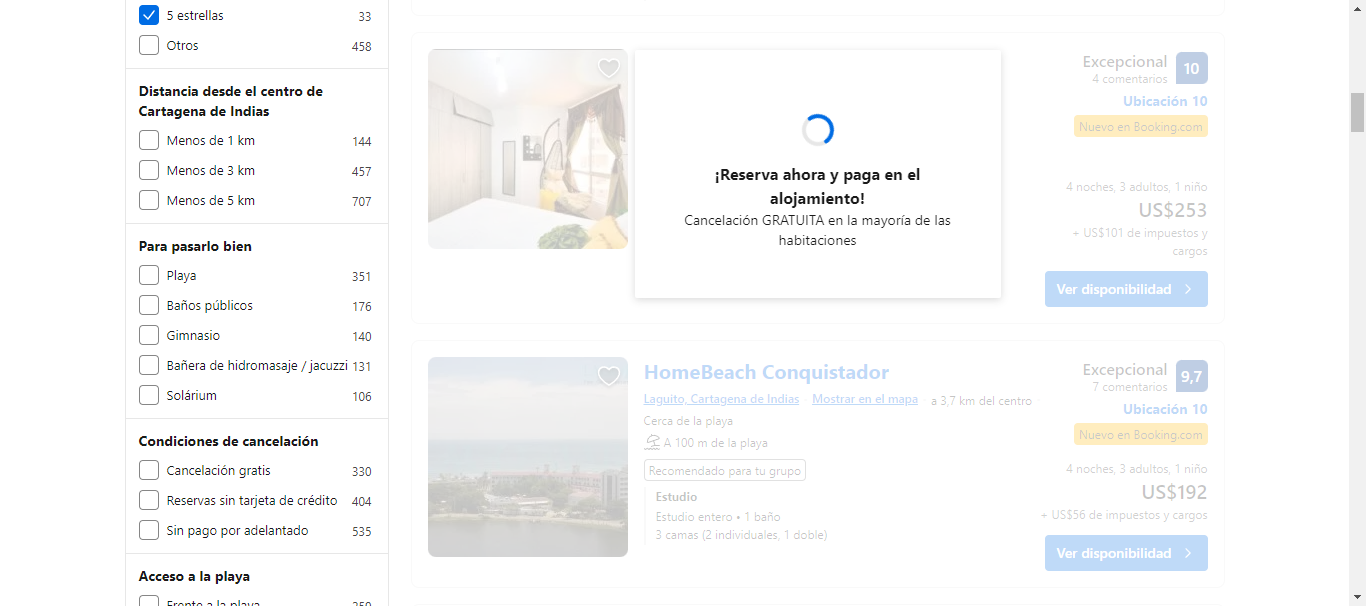 5 estrellas 33
Otros 458
Distancia desde el centro de
Cartagena de Indias
Menos de 1 km 144
Menos de 3 km 457
Menos de 5 km 707
Para pasarlo bien
Playa 351
Baños públicos 176
Gimnasio 140
Bañera de hidromasaje / jacuzzi 131
Solárium 106
Condiciones de cancelación
Cancelación gratis 330
Reservas sin tarjeta de crédito 404
Sin pago por adelantado 535
Acceso a la playa
Frente a la playa 259
¡Reserva ahora y paga en el
alojamiento!
Cancelación GRATUITA en la mayoría de las
habitaciones
Excepcional 10
4 comentarios
Ubicación 10
Nuevo en Booking.com
4 noches, 3 adultos, 1 niño
US$253
+ US$101 de impuestos y
cargos
Ver disponibilidad
HomeBeach Conquistador
Laguito, Cartagena de Indias Mostrar en el mapa a 3,7 km del centro
Cerca de la playa
A 100 m de la playa
Recomendado para tu grupo
Estudio
Estudio entero • 1 baño
3 camas (2 individuales, 1 doble)
Excepcional 9,7
7 comentarios
Ubicación 10
Nuevo en Booking.com
4 noches, 3 adultos, 1 niño
US$192
+ US$56 de impuestos y cargos
Ver disponibilidad